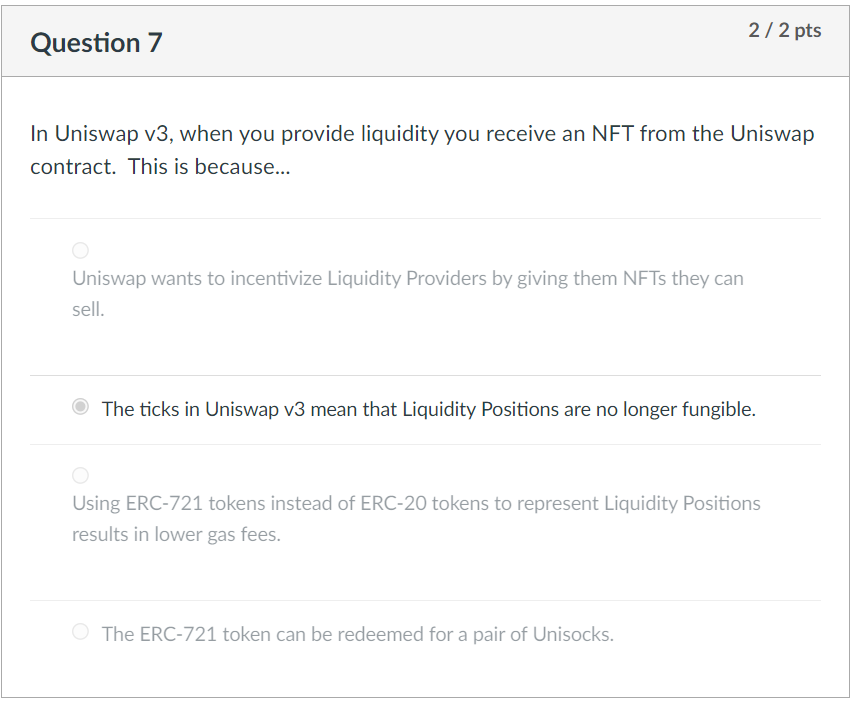 Question 7
2 / 2 pts
In Uniswap v3, when you provide liquidity you receive an NFT from the Uniswap
contract.  This is because...
Uniswap wants to incentivize Liquidity Providers by giving them NFTs they can
sell.
The ticks in Uniswap v3 mean that Liquidity Positions are no longer fungible.
Using ERC-721 tokens instead of ERC-20 tokens to represent Liquidity Positions
results in lower gas fees.
The ERC-721 token can be redeemed for a pair of Unisocks.